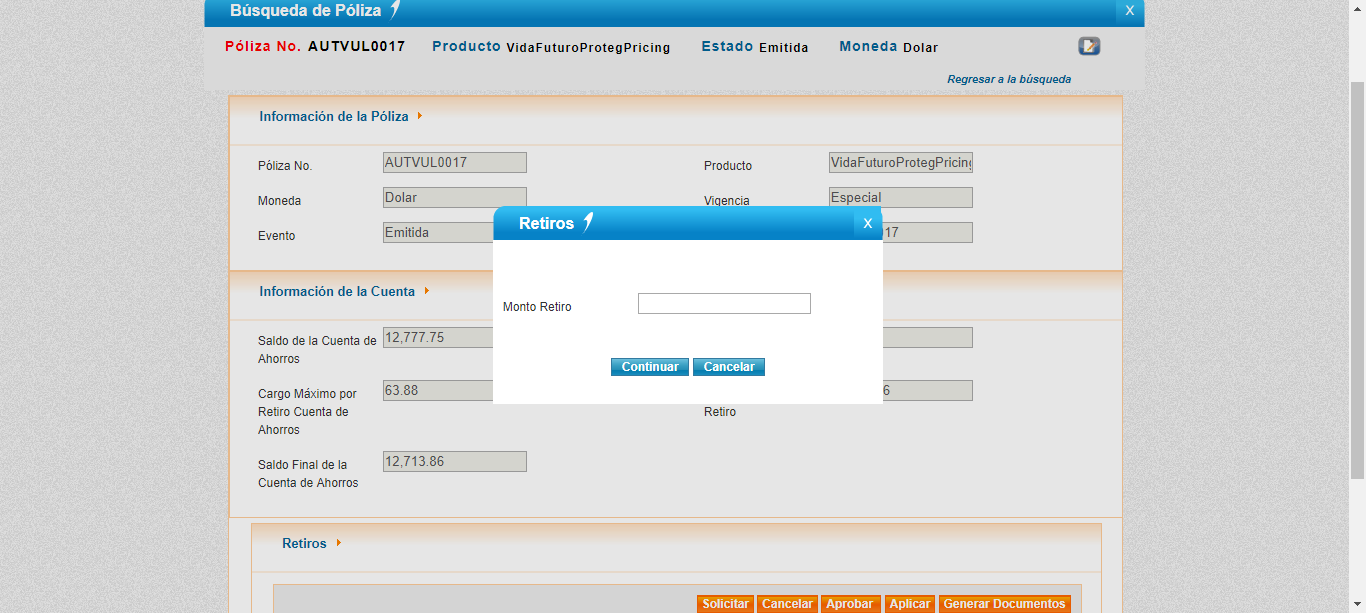 Búsqueda de Póliza X
Póliza No. AUTVUL0017 Producto VidaFuturoProtegPricing Estado Emitida Moneda Dolar
Regresar a la búsqueda
Información de la Póliza
Póliza No. AUTVUL0017 Producto VidaFuturoProtegPricing
Moneda Dolar Vigencia Especial
Evento Emitida 17
Retiros X
Monto Retiro
Continuar Cancelar
Información de la Cuenta
Saldo de la Cuenta de
Ahorros
12,777.75
Cargo Máximo por
Retiro Cuenta de
Ahorros
63.88
6
Retiro
Saldo Final de la
Cuenta de Ahorros
12,713.86
Retiros
Solicitar Cancelar Aprobar Aplicar Generar Documentos